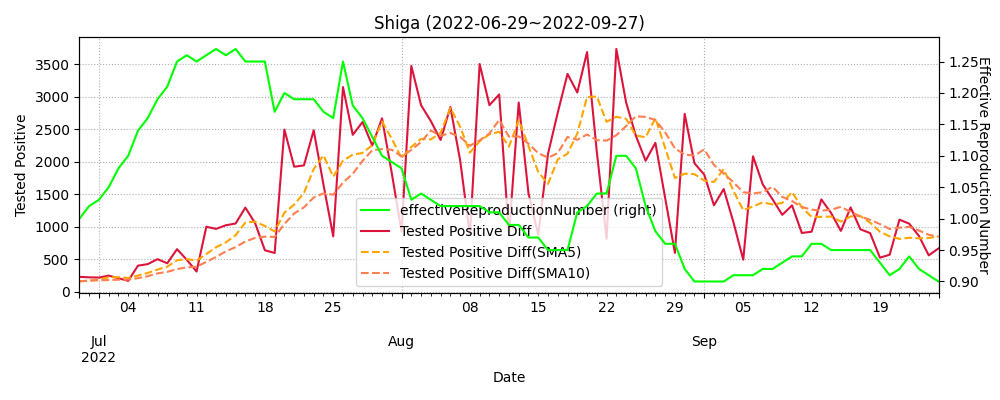 Shiga (2022-06-29~2022-09-27)
Tested Positive
3500
3000
2500
2000
1500
1000
500
0
Effective Reproduction Number
1.25
1.20
1.15
1.10
1.05
1.00
0.95
0.90
effectiveReproductionNumber (right)
Tested Positive Diff
Tested Positive Diff(SMA5)
Tested Positive Diff(SMA10)
04 11 18 25 08 15 22 29 05 12 19
Jul Aug Sep
2022
Date